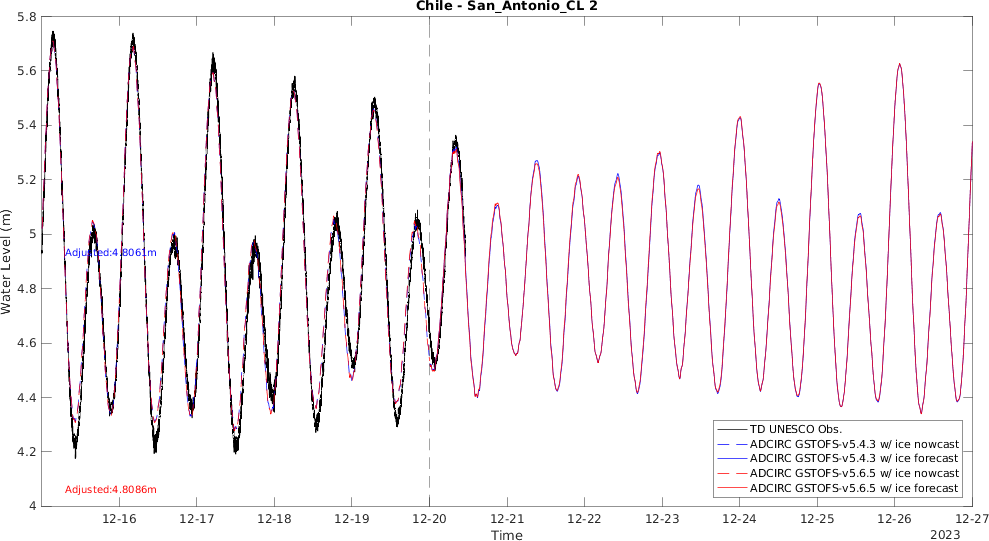 Chile - San_Antonio_CL 2
5.8
5.6
5.4
5.2
5
4.8
4.6
4.4
4.2
4
Water Level (m)
Adjusted:4.8061m
Adjusted:4.8086m
TD UNESCO Obs.
ADCIRC GSTOFS-v5.4.3 w/ ice nowcast
ADCIRC GSTOFS-v5.4.3 w/ ice forecast
ADCIRC GSTOFS-v5.6.5 w/ ice nowcast
ADCIRC GSTOFS-v5.6.5 w/ ice forecast
12-16 12-17 12-18 12-19 12-20 12-21 12-22 12-23 12-24 12-25 12-26 12-27
Time
2023